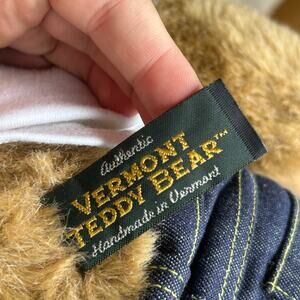 Authentic
VERMONT
TEDDY BEAR™
Handmade in Vermont